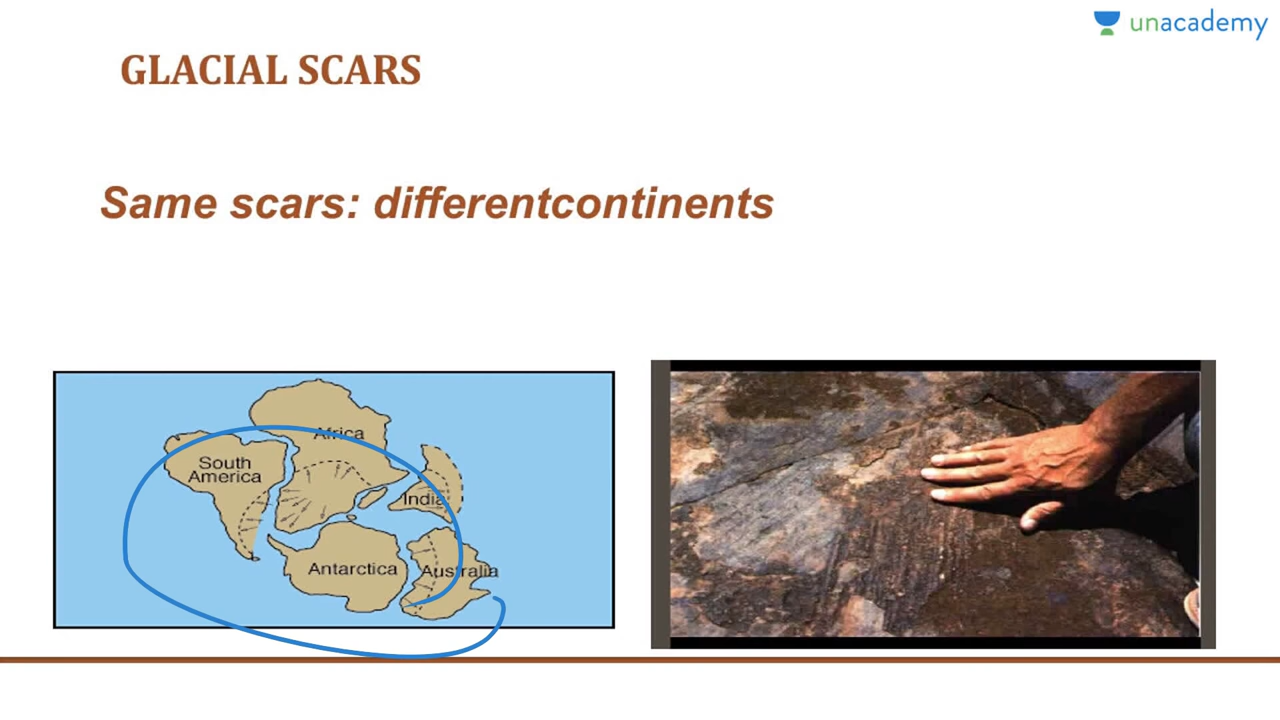 unacademy
GLACIAL SCARS
Same scars: differentcontinents
Africa
South
America
India
Antarctica
Australia